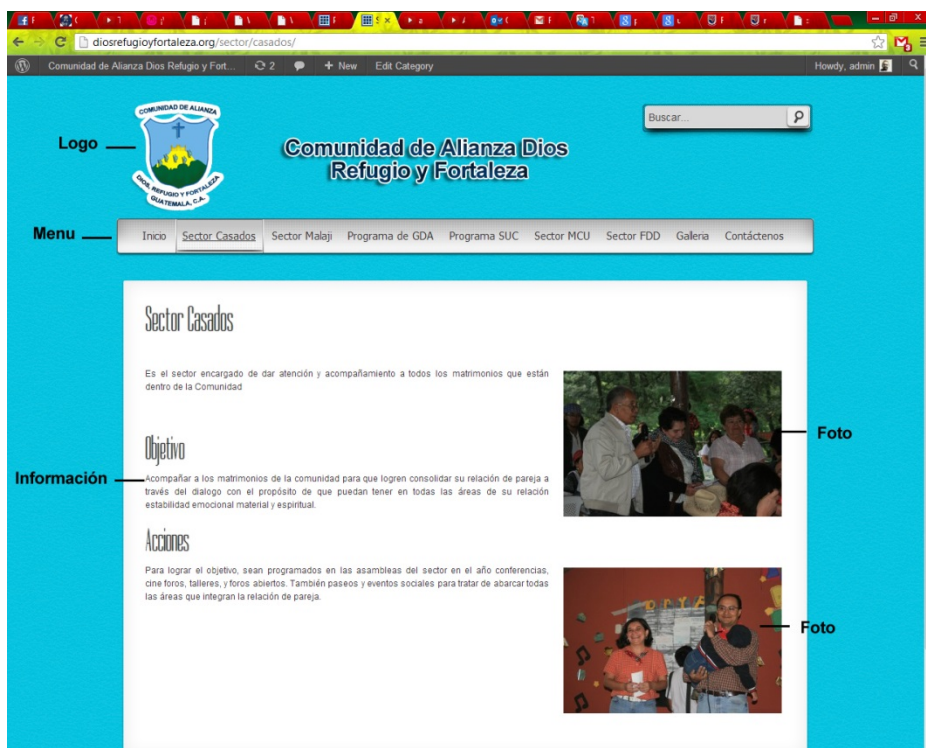 diosrefugioyfortaleza.org/sector/casados/
Comunidad de Alianza Dios Refugio y Fort... 2 + New Edit Category Howdy, admin
COMUNIDAD DE ALIANZA
DIOS, REFUGIO Y FORTALEZA
GUATEMALA, C.A.
Logo
Comunidad de Alianza Dios
Refugio y Fortaleza
Buscar...
Menu
Inicio Sector Casados Sector Malaji Programa de GDA Programa SUC Sector MCU Sector FDD Galeria Contáctenos
Sector Casados
Es el sector encargado de dar atención y acompañamiento a todos los matrimonios que están
dentro de la Comunidad
Foto
Objetivo
Información
Acompañar a los matrimonios de la comunidad para que logren consolidar su relación de pareja a
través del dialogo con el propósito de que puedan tener en todas las áreas de su relación
estabilidad emocional material y espiritual.
Acciones
Para lograr el objetivo, sean programados en las asambleas del sector en el año conferencias,
cine foros, talleres, y foros abiertos. También paseos y eventos sociales para tratar de abarcar todas
las áreas que integran la relación de pareja.
Foto